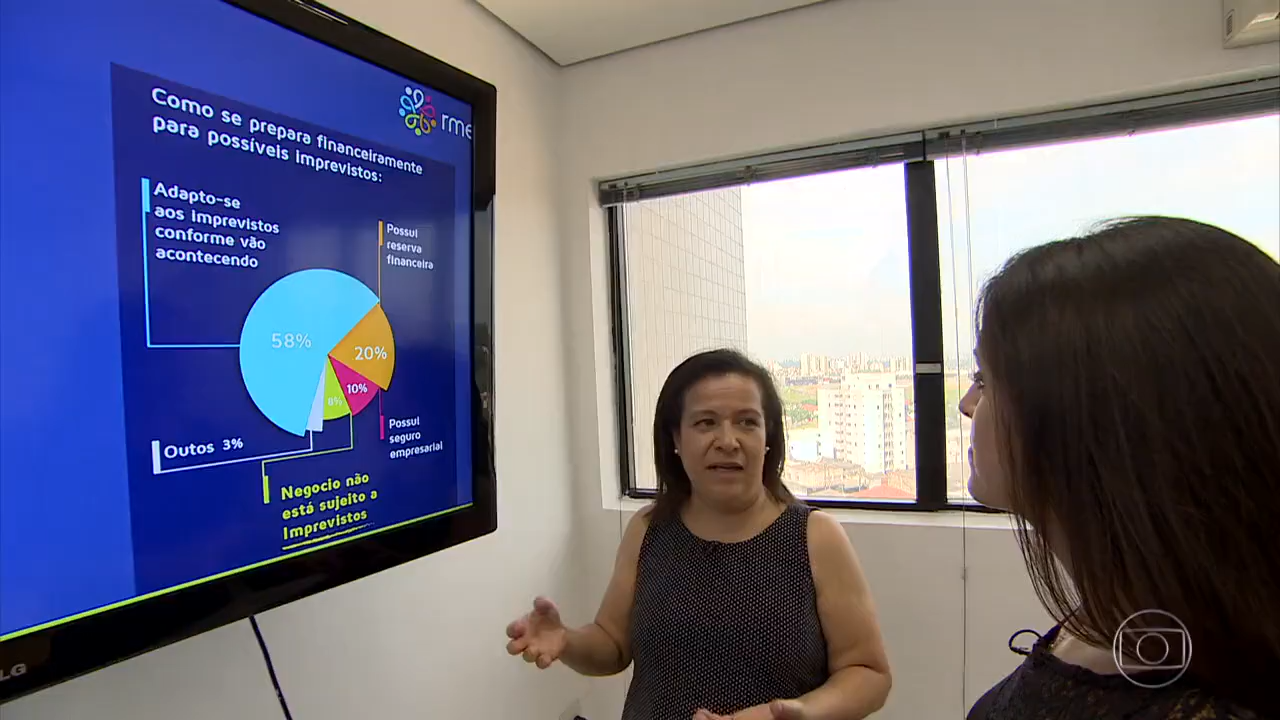 rme
Como se prepara financeiramente
para possíveis imprevistos:
Adapto-se
aos imprevistos
conforme vão
acontecendo
Possui
reserva
financeira
58%
20%
10%
8%
Possui
seguro
empresarial
Outos 3%
Negocio não
está sujeito a
Imprevistos
LG